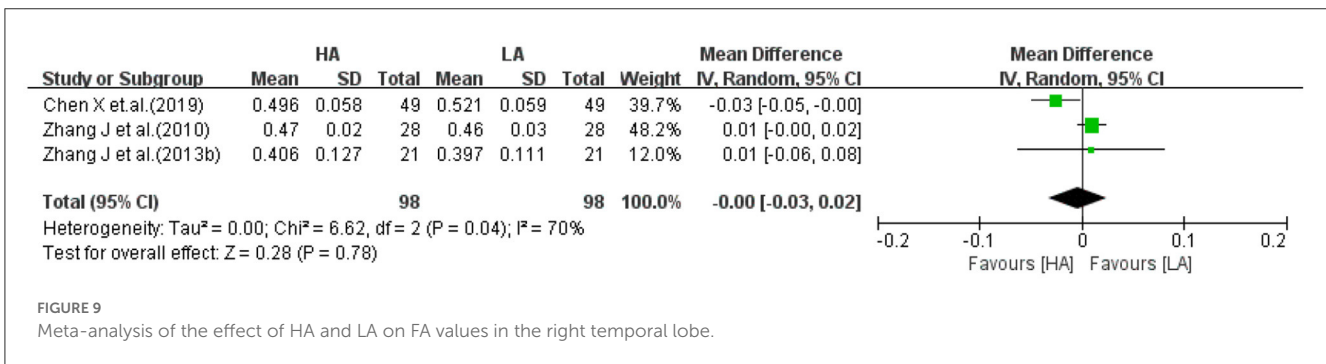 HA LA Mean Difference Mean Difference
Study or Subgroup Mean SD Total Mean SD Total Weight IV, Random, 95% CI IV, Random, 95% CI
Chen X et.al.(2019) 0.496 0.058 49 0.521 0.059 49 39.7% -0.03 [-0.05, -0.00]
Zhang J et al.(2010) 0.47 0.02 28 0.46 0.03 28 48.2% 0.01 [-0.00, 0.02]
Zhang J et al.(2013b) 0.406 0.127 21 0.397 0.111 21 12.0% 0.01 [-0.06, 0.08]
Total (95% CI) 98 98 100.0% -0.00 [-0.03, 0.02]
Heterogeneity: Tau² = 0.00; Chi² = 6.62, df = 2 (P = 0.04); I² = 70%
Test for overall effect: Z = 0.28 (P = 0.78)
-0.2 -0.1 0 0.1 0.2
Favours [HA] Favours [LA]
FIGURE 9
Meta-analysis of the effect of HA and LA on FA values in the right temporal lobe.